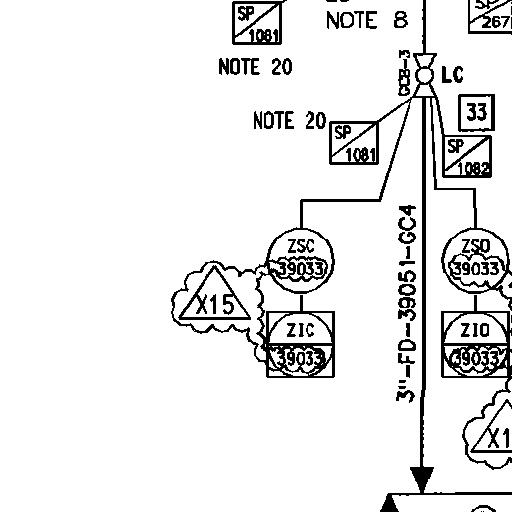 SP
1081
NOTE 8
SP
267
NOTE 20
LC
33
NOTE 20
SP
1081
SP
1082
3"-FD-39051-GC4
ZSC
39033
ZSO
39033
X15
ZIC
39033
ZIO
39033
X1